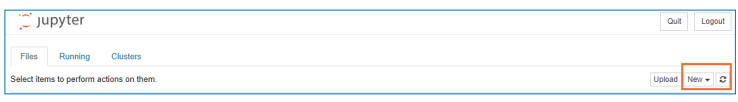 jupyter
Quit Logout
Files Running Clusters
Select items to perform actions on them.
Upload New